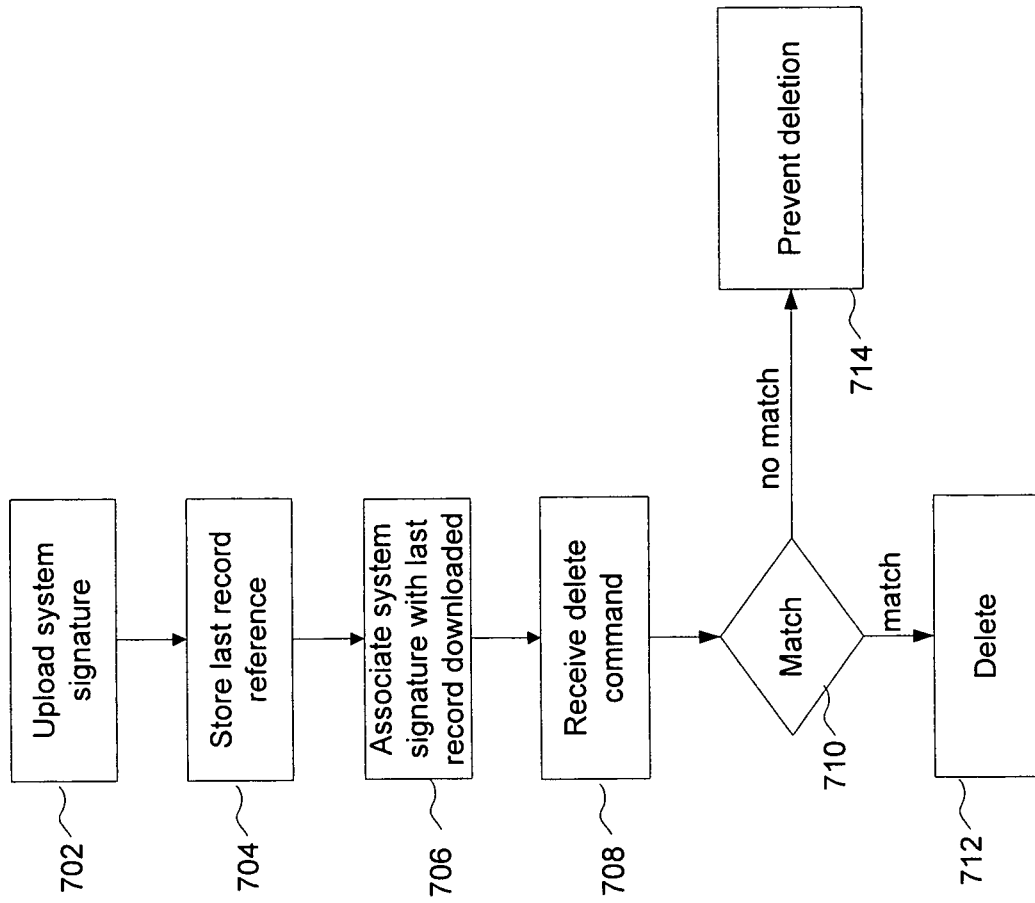 702
Upload system
signature
704
Store last record
reference
706
Associate system
signature with last
record downloaded
708
Receive delete
command
710
Match
no match
match
714
Prevent deletion
712
Delete